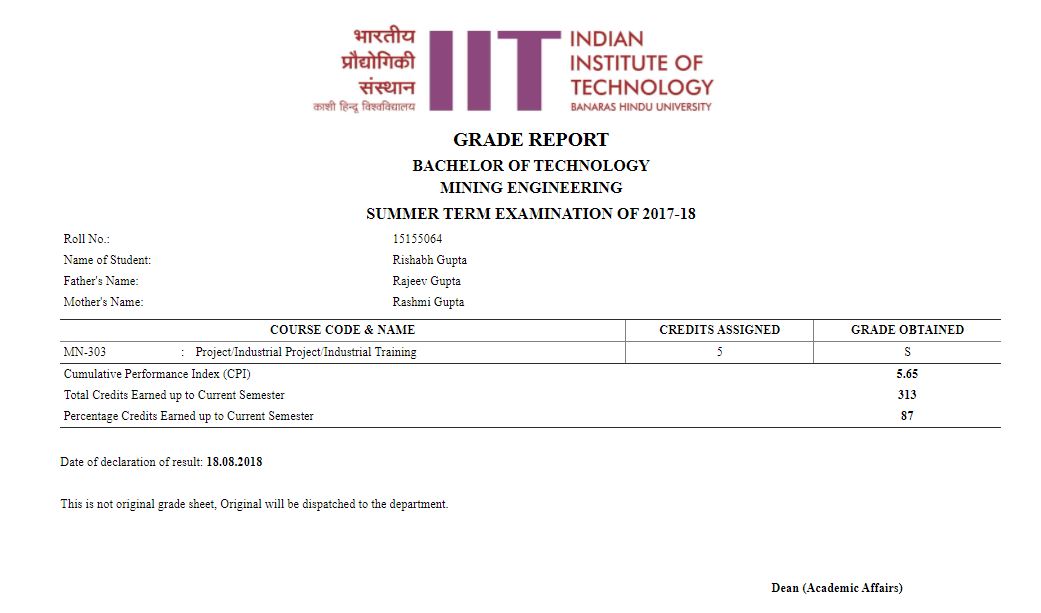 भारतीय
प्रौद्योगिकी
संस्थान
काशी हिन्दू विश्वविद्यालय
IIT
INDIAN
INSTITUTE OF
TECHNOLOGY
BANARAS HINDU UNIVERSITY
GRADE REPORT
BACHELOR OF TECHNOLOGY
MINING ENGINEERING
SUMMER TERM EXAMINATION OF 2017-18
Roll No.: 15155064
Name of Student: Rishabh Gupta
Father's Name: Rajeev Gupta
Mother's Name: Rashmi Gupta
COURSE CODE & NAME CREDITS ASSIGNED GRADE OBTAINED
MN-303 : Project/Industrial Project/Industrial Training 5 S
Cumulative Performance Index (CPI) 5.65
Total Credits Earned up to Current Semester 313
Percentage Credits Earned up to Current Semester 87
Date of declaration of result: 18.08.2018
This is not original grade sheet, Original will be dispatched to the department.
Dean (Academic Affairs)